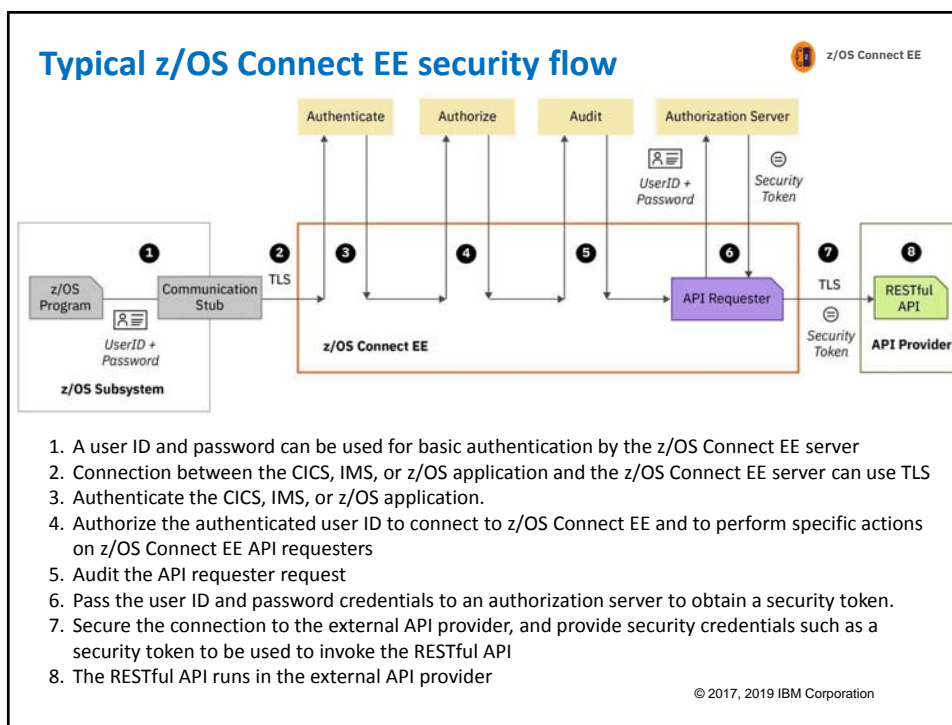 Typical z/OS Connect EE security flow
z/OS Connect EE
Authenticate
Authorize
Audit
Authorization Server
UserID +
Password
Security
Token
1
2
3
4
5
6
7
8
TLS
TLS
z/OS
Program
Communication
Stub
API Requester
RESTful
API
UserID +
Password
z/OS Connect EE
Security
Token
API Provider
z/OS Subsystem
1. A user ID and password can be used for basic authentication by the z/OS Connect EE server
2. Connection between the CICS, IMS, or z/OS application and the z/OS Connect EE server can use TLS
3. Authenticate the CICS, IMS, or z/OS application.
4. Authorize the authenticated user ID to connect to z/OS Connect EE and to perform specific actions
on z/OS Connect EE API requesters
5. Audit the API requester request
6. Pass the user ID and password credentials to an authorization server to obtain a security token.
7. Secure the connection to the external API provider, and provide security credentials such as a
security token to be used to invoke the RESTful API
8. The RESTful API runs in the external API provider
© 2017, 2019 IBM Corporation